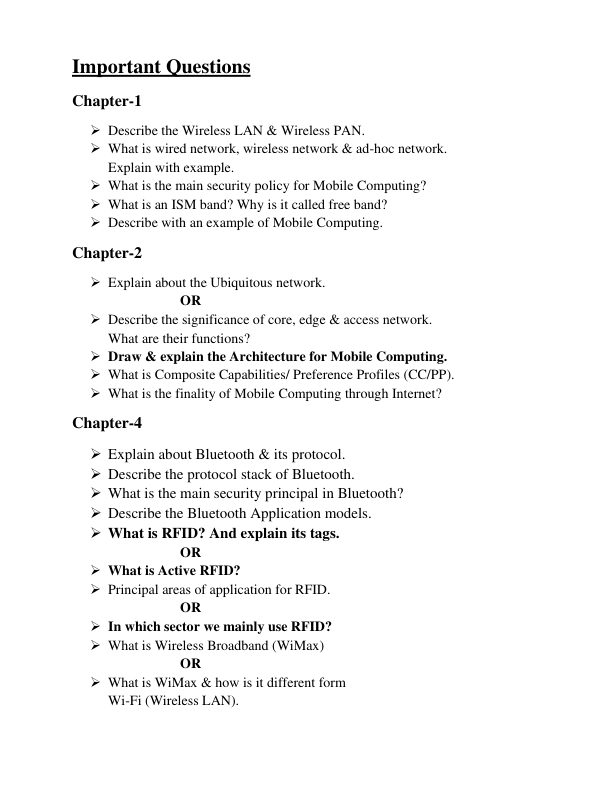 Important Questions
Chapter-1
➢ Describe the Wireless LAN & Wireless PAN.
➢ What is wired network, wireless network & ad-hoc network.
Explain with example.
➢ What is the main security policy for Mobile Computing?
➢ What is an ISM band? Why is it called free band?
➢ Describe with an example of Mobile Computing.
Chapter-2
➢ Explain about the Ubiquitous network.
OR
➢ Describe the significance of core, edge & access network.
What are their functions?
➢ Draw & explain the Architecture for Mobile Computing.
➢ What is Composite Capabilities/ Preference Profiles (CC/PP).
➢ What is the finality of Mobile Computing through Internet?
Chapter-4
➢ Explain about Bluetooth & its protocol.
➢ Describe the protocol stack of Bluetooth.
➢ What is the main security principal in Bluetooth?
➢ Describe the Bluetooth Application models.
➢ What is RFID? And explain its tags.
OR
➢ What is Active RFID?
➢ Principal areas of application for RFID.
OR
➢ In which sector we mainly use RFID?
➢ What is Wireless Broadband (WiMax)
OR
➢ What is WiMax & how is it different form
Wi-Fi (Wireless LAN).